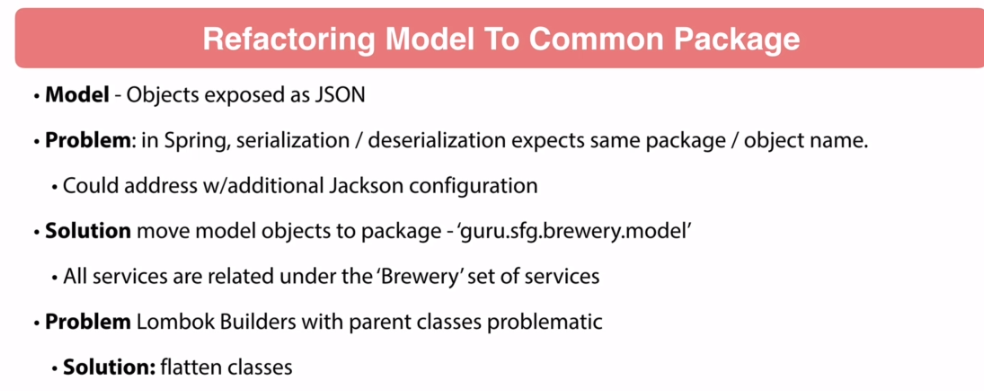 Refactoring Model To Common Package
• Model - Objects exposed as JSON
• Problem: in Spring, serialization / deserialization expects same package / object name.
• Could address w/additional Jackson configuration
• Solution move model objects to package - ‘guru.sfg.brewery.model’
• All services are related under the ‘Brewery’ set of services
• Problem Lombok Builders with parent classes problematic
• Solution: flatten classes